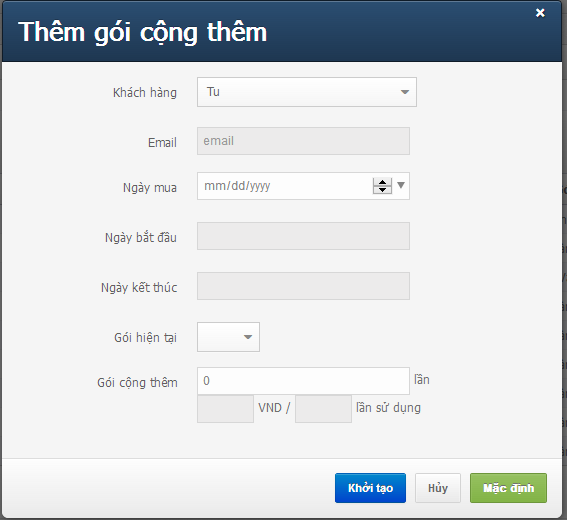 Thêm gói cộng thêm
Khách hàng Tu
Email email
Ngày mua mm/dd/yyyy
Ngày bắt đầu
Ngày kết thúc
Gói hiện tại
Gói cộng thêm 0 lần
VND / lần sử dụng
Khởi tạo Hủy Mặc định